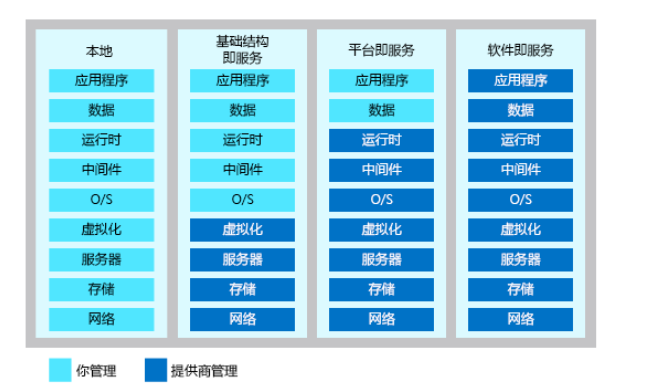 本地
应用程序
数据
运行时
中间件
O/S
虚拟化
服务器
存储
网络
基础结构
即服务
应用程序
数据
运行时
中间件
O/S
虚拟化
服务器
存储
网络
平台即服务
应用程序
数据
运行时
中间件
O/S
虚拟化
服务器
存储
网络
软件即服务
应用程序
数据
运行时
中间件
O/S
虚拟化
服务器
存储
网络
你管理
提供商管理